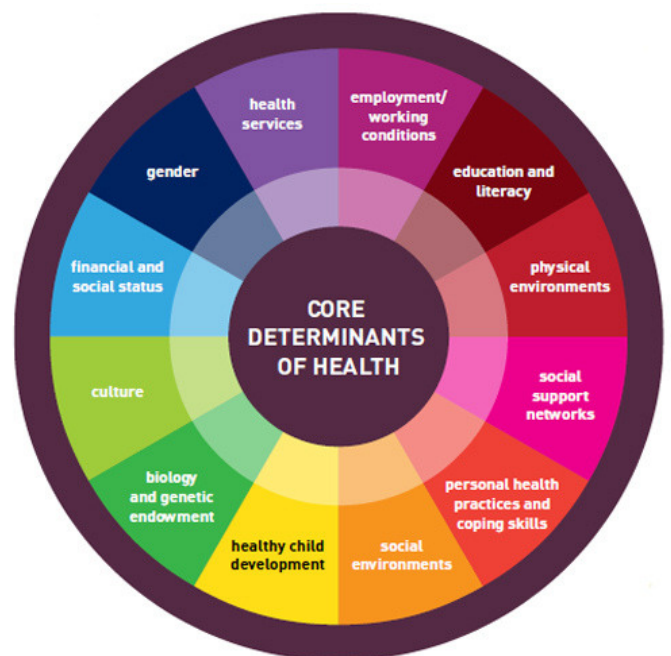 CORE
DETERMINANTS
OF HEALTH
employment/
working
conditions
education and
literacy
physical
environments
social
support
networks
personal health
practices and
coping skills
social
environments
healthy child
development
biology
and genetic
endowment
culture
financial and
social status
gender
health
services